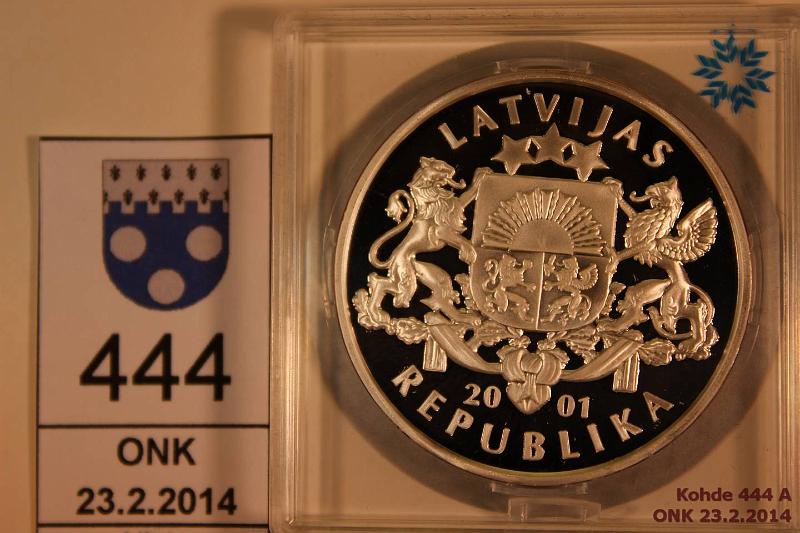 444
ONK
23.2.2014
LATVIJAS
20 01
REPUBLIKA
Kohde 444 A
ONK 23.2.2014